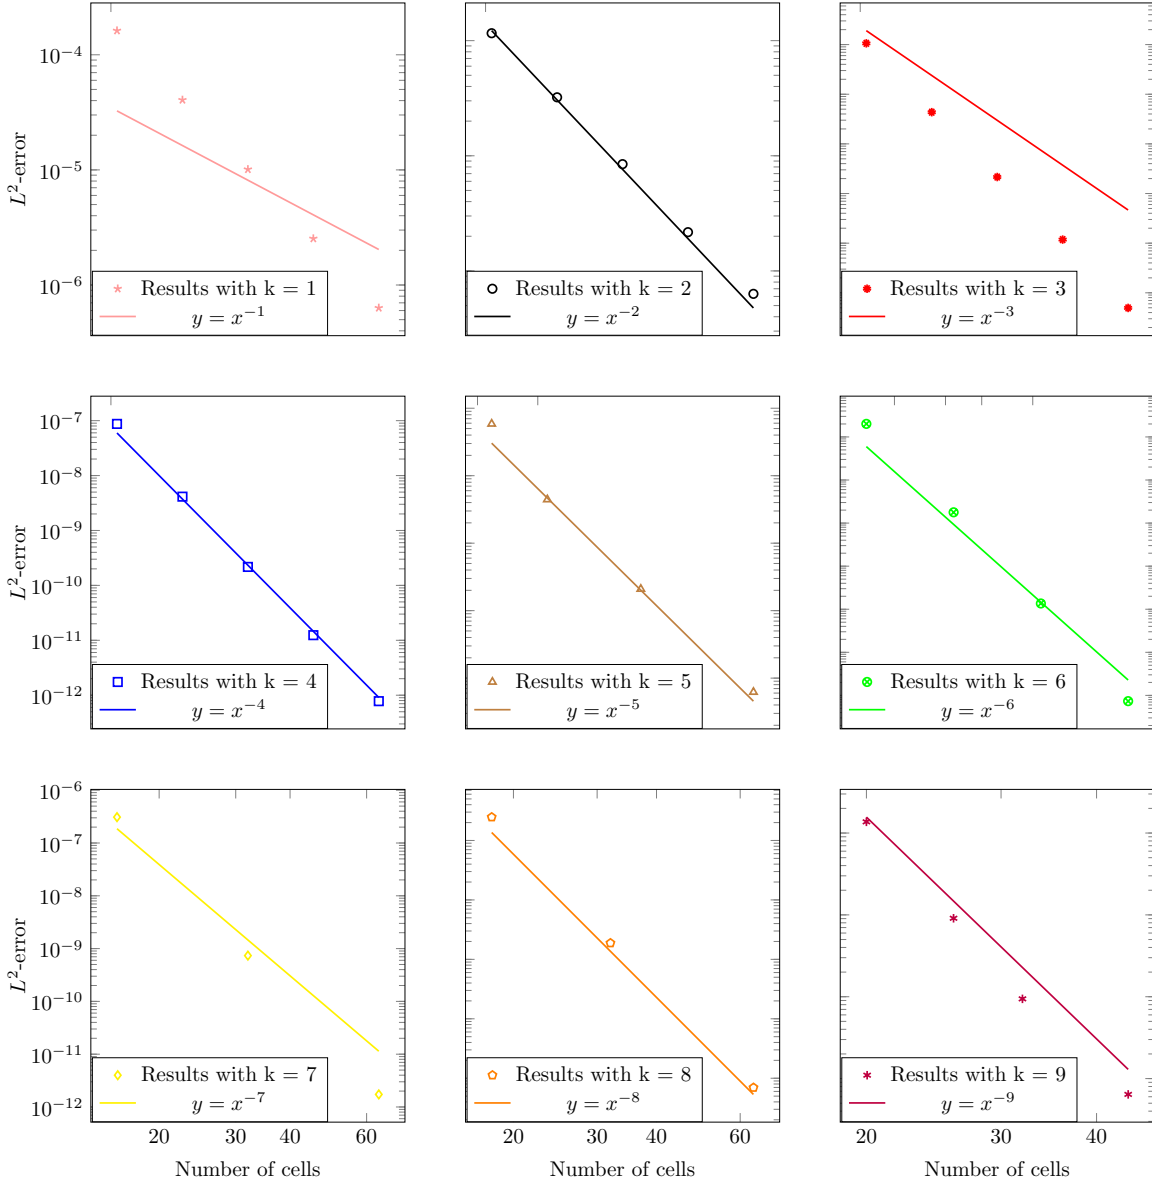 10⁻⁴
10⁻⁵
10⁻⁶
L²-error
Results with k = 1
y = x⁻¹
Results with k = 2
y = x⁻²
Results with k = 3
y = x⁻³
10⁻⁷
10⁻⁸
10⁻⁹
10⁻¹⁰
10⁻¹¹
10⁻¹²
L²-error
Results with k = 4
y = x⁻⁴
Results with k = 5
y = x⁻⁵
Results with k = 6
y = x⁻⁶
10⁻⁶
10⁻⁷
10⁻⁸
10⁻⁹
10⁻¹⁰
10⁻¹¹
10⁻¹²
L²-error
Results with k = 7
y = x⁻⁷
Results with k = 8
y = x⁻⁸
Results with k = 9
y = x⁻⁹
20 30 40 60
20 30 40 60
20 30 40
Number of cells
Number of cells
Number of cells